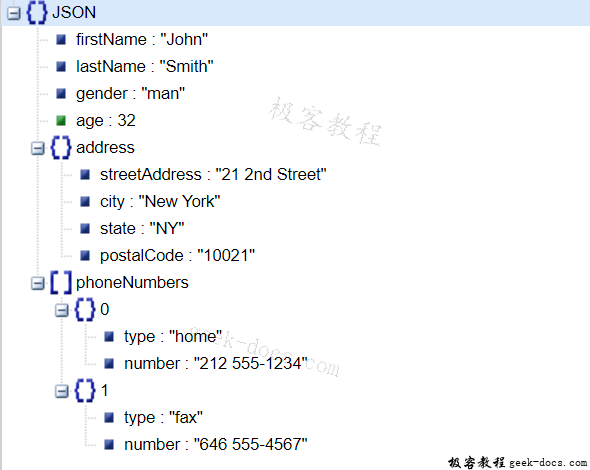 JSON
firstName : "John"
lastName : "Smith"
gender : "man"
age : 32
极客教程
address
streetAddress : "21 2nd Street"
city : "New York"
state : "NY"
postalCode : "10021"
phoneNumbers
0
type : "home"
geek-docs.com
number : "212 555-1234"
1
type : "fax"
number : "646 555-4567"
极客教程 geek-docs.com